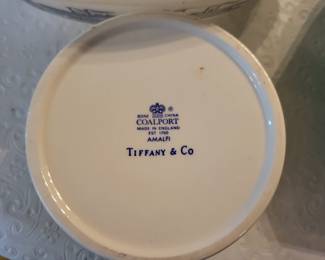 BONE CHINA
COALPORT
MADE IN ENGLAND
EST 1750
AMALFI
TIFFANY & CO